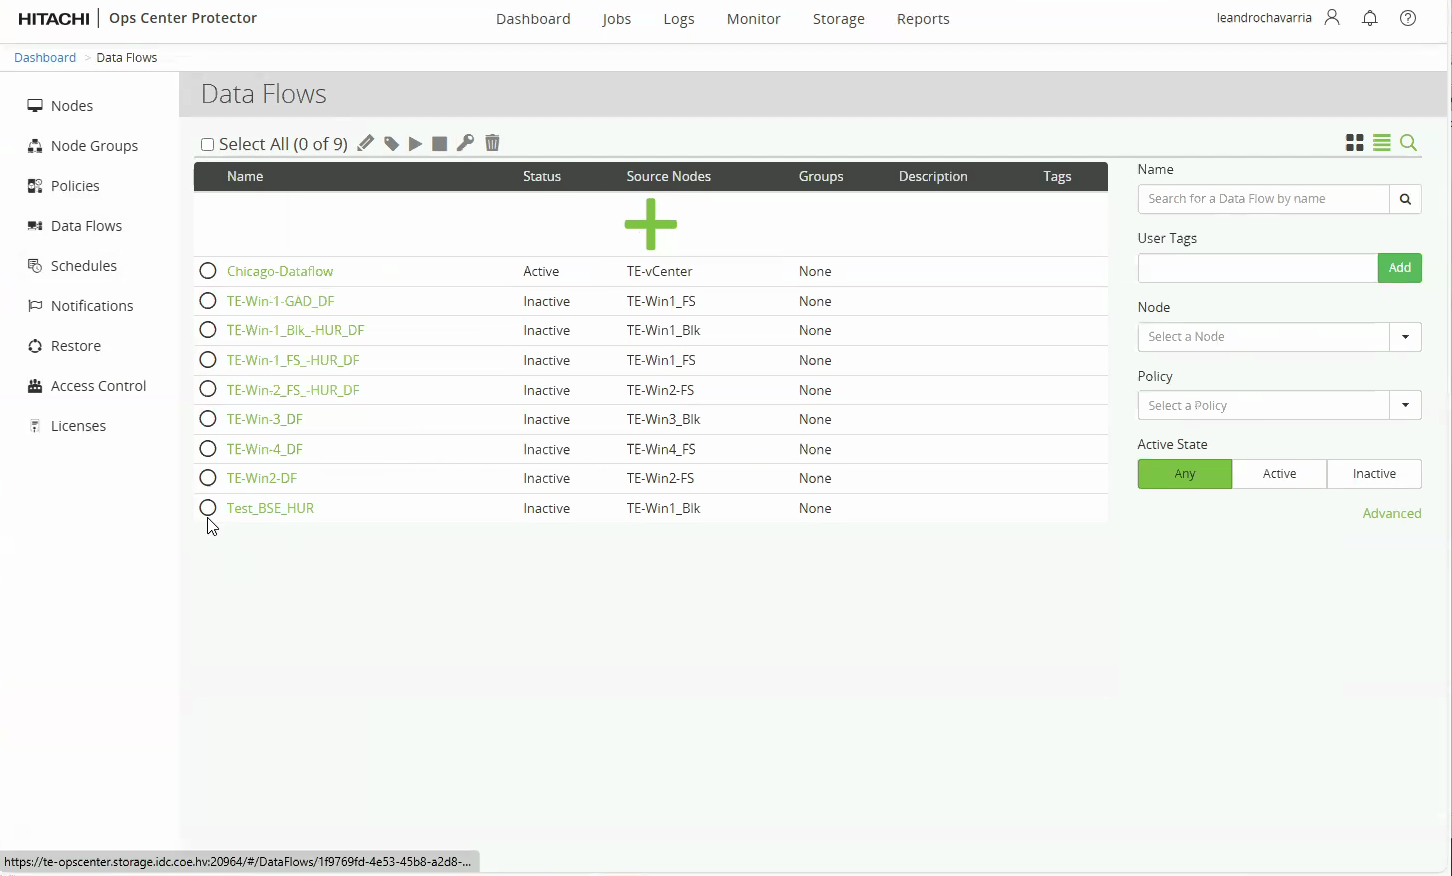 HITACHI | Ops Center Protector Dashboard Jobs Logs Monitor Storage Reports leandrochavarria
Dashboard > Data Flows
Nodes
Node Groups
Policies
Data Flows
Schedules
Notifications
Restore
Access Control
Licenses
Data Flows
Select All (0 of 9)
Name Status Source Nodes Groups Description Tags
Chicago-Dataflow Active TE-vCenter None
TE-Win-1-GAD_DF Inactive TE-Win1_FS None
TE-Win-1_Blk_-HUR_DF Inactive TE-Win1_Blk None
TE-Win-1_FS_-HUR_DF Inactive TE-Win1_FS None
TE-Win-2_FS_-HUR_DF Inactive TE-Win2-FS None
TE-Win-3_DF Inactive TE-Win3_Blk None
TE-Win-4_DF Inactive TE-Win4_FS None
TE-Win2-DF Inactive TE-Win2-FS None
Test_BSE_HUR Inactive TE-Win1_Blk None
Name
Search for a Data Flow by name
User Tags
Add
Node
Select a Node
Policy
Select a Policy
Active State
Any Active Inactive
Advanced
https://te-opscenter.storage.idc.coe.hv:20964/#/DataFlows/1f9769fd-4e53-45b8-a2d8-...